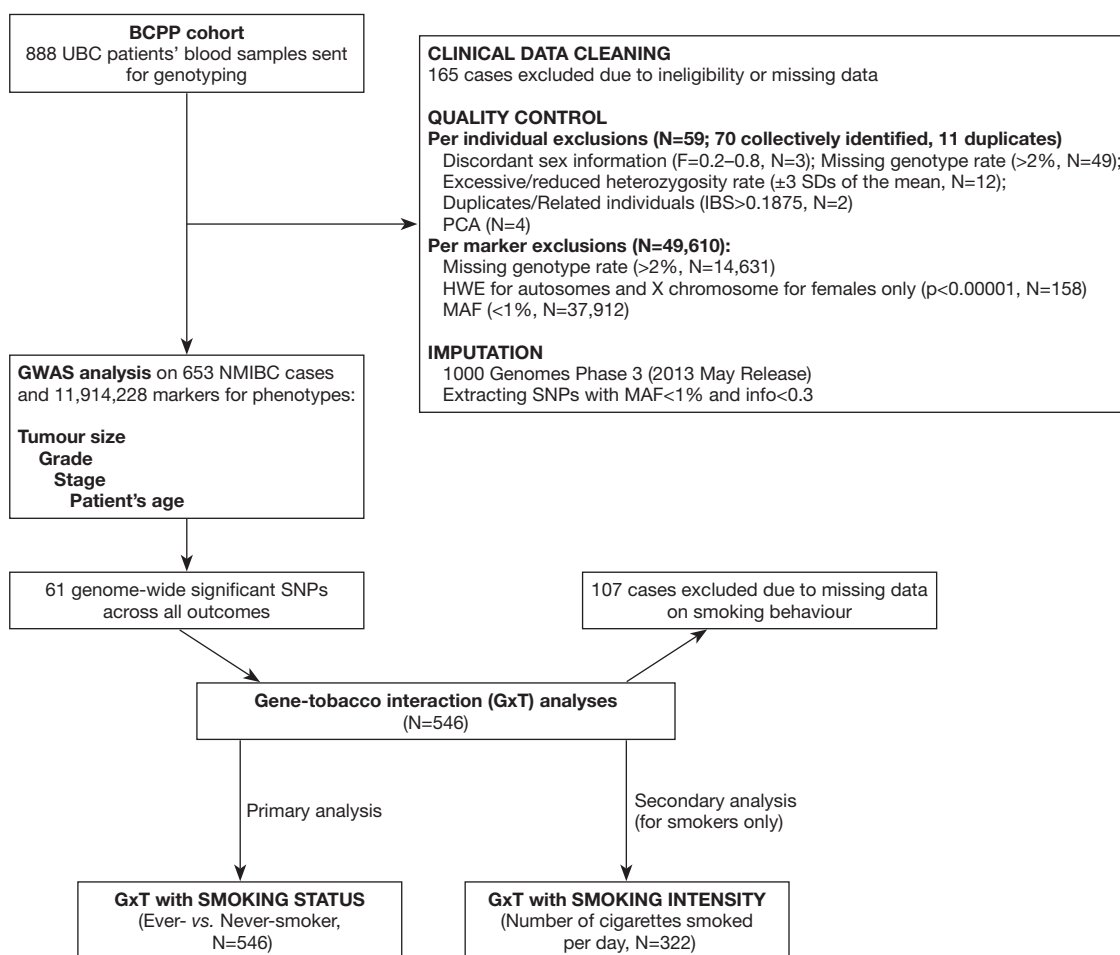 BCPP cohort
888 UBC patients' blood samples sent
for genotyping
CLINICAL DATA CLEANING
165 cases excluded due to ineligibility or missing data
QUALITY CONTROL
Per individual exclusions (N=59; 70 collectively identified, 11 duplicates)
Discordant sex information (F=0.2–0.8, N=3); Missing genotype rate (>2%, N=49);
Excessive/reduced heterozygosity rate (±3 SDs of the mean, N=12);
Duplicates/Related individuals (IBS>0.1875, N=2)
PCA (N=4)
Per marker exclusions (N=49,610):
Missing genotype rate (>2%, N=14,631)
HWE for autosomes and X chromosome for females only (p<0.00001, N=158)
MAF (<1%, N=37,912)
IMPUTATION
1000 Genomes Phase 3 (2013 May Release)
Extracting SNPs with MAF<1% and info<0.3
GWAS analysis on 653 NMIBC cases
and 11,914,228 markers for phenotypes:
Tumour size
Grade
Stage
Patient's age
61 genome-wide significant SNPs
across all outcomes
107 cases excluded due to missing data
on smoking behaviour
Gene-tobacco interaction (GxT) analyses
(N=546)
Primary analysis
Secondary analysis
(for smokers only)
GxT with SMOKING STATUS
(Ever- vs. Never-smoker,
N=546)
GxT with SMOKING INTENSITY
(Number of cigarettes smoked
per day, N=322)